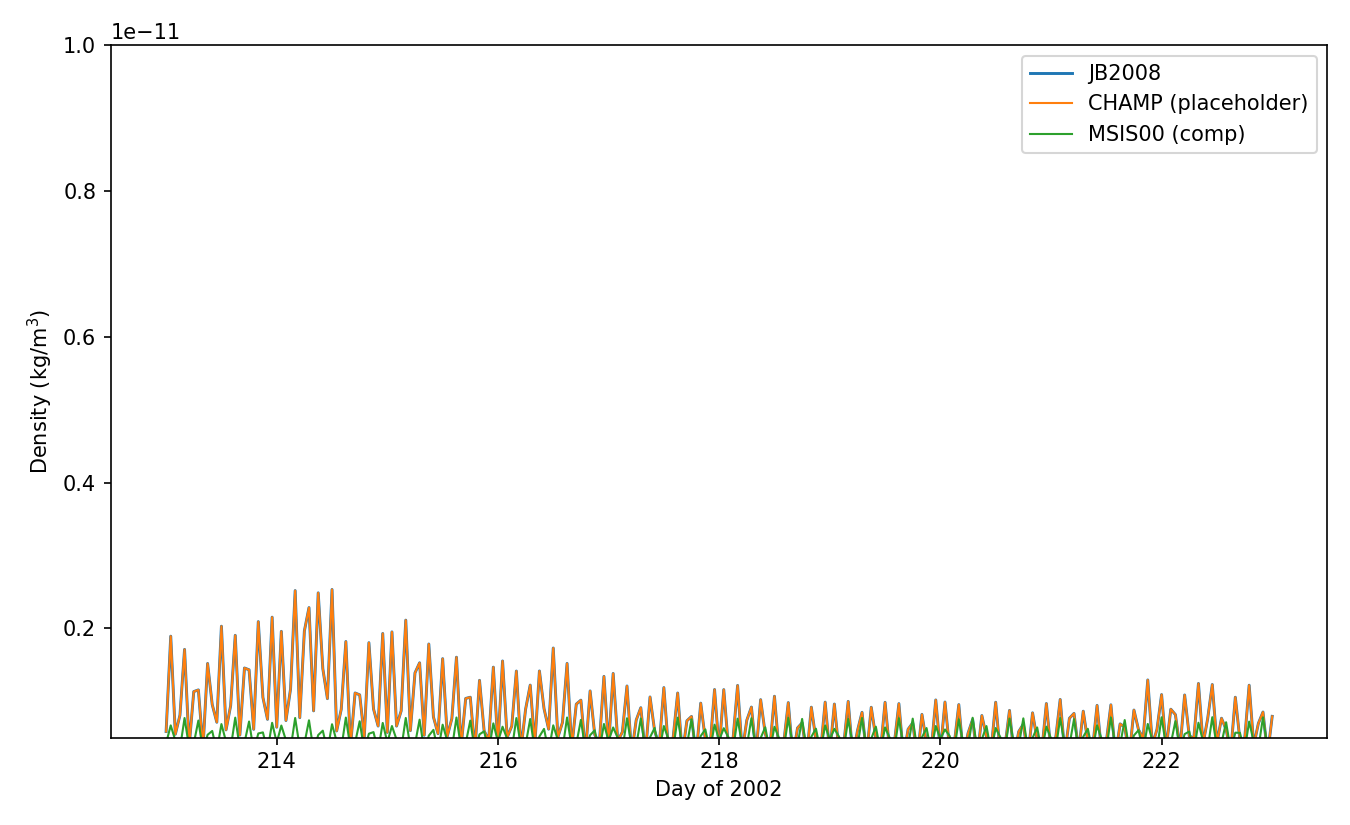 1e−11
1.0
0.8
0.6
0.4
0.2
Density (kg/m³)
JB2008
CHAMP (placeholder)
MSIS00 (comp)
214 216 218 220 222
Day of 2002